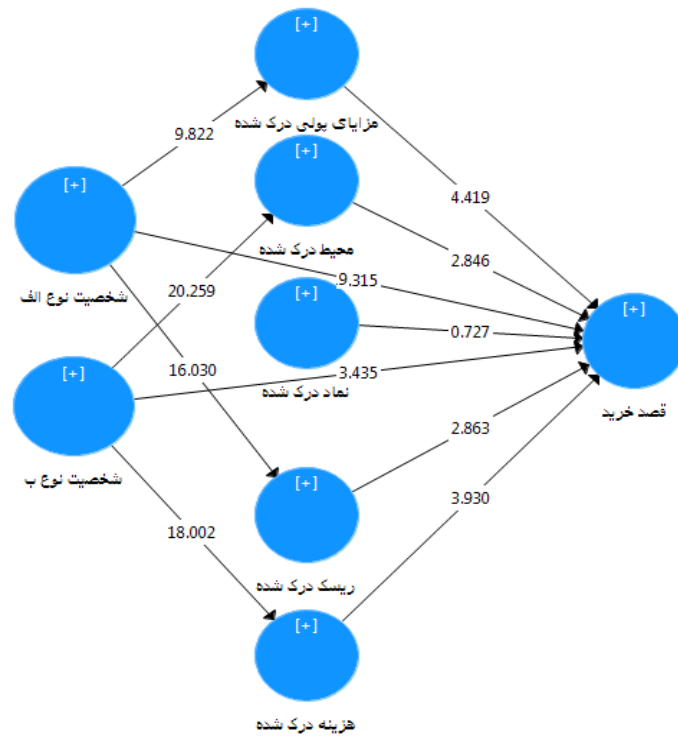 [+]
مزایای پولی درک شده
9.822
[+]
4.419
[+]
محیط درک شده
2.846
شخصیت نوع الف
20.259
9.315
[+]
[+]
0.727
نماد درک شده
قصد خرید
[+]
16.030
3.435
شخصیت نوع ب
2.863
[+]
3.930
18.002
ریسک درک شده
[+]
هزینه درک شده